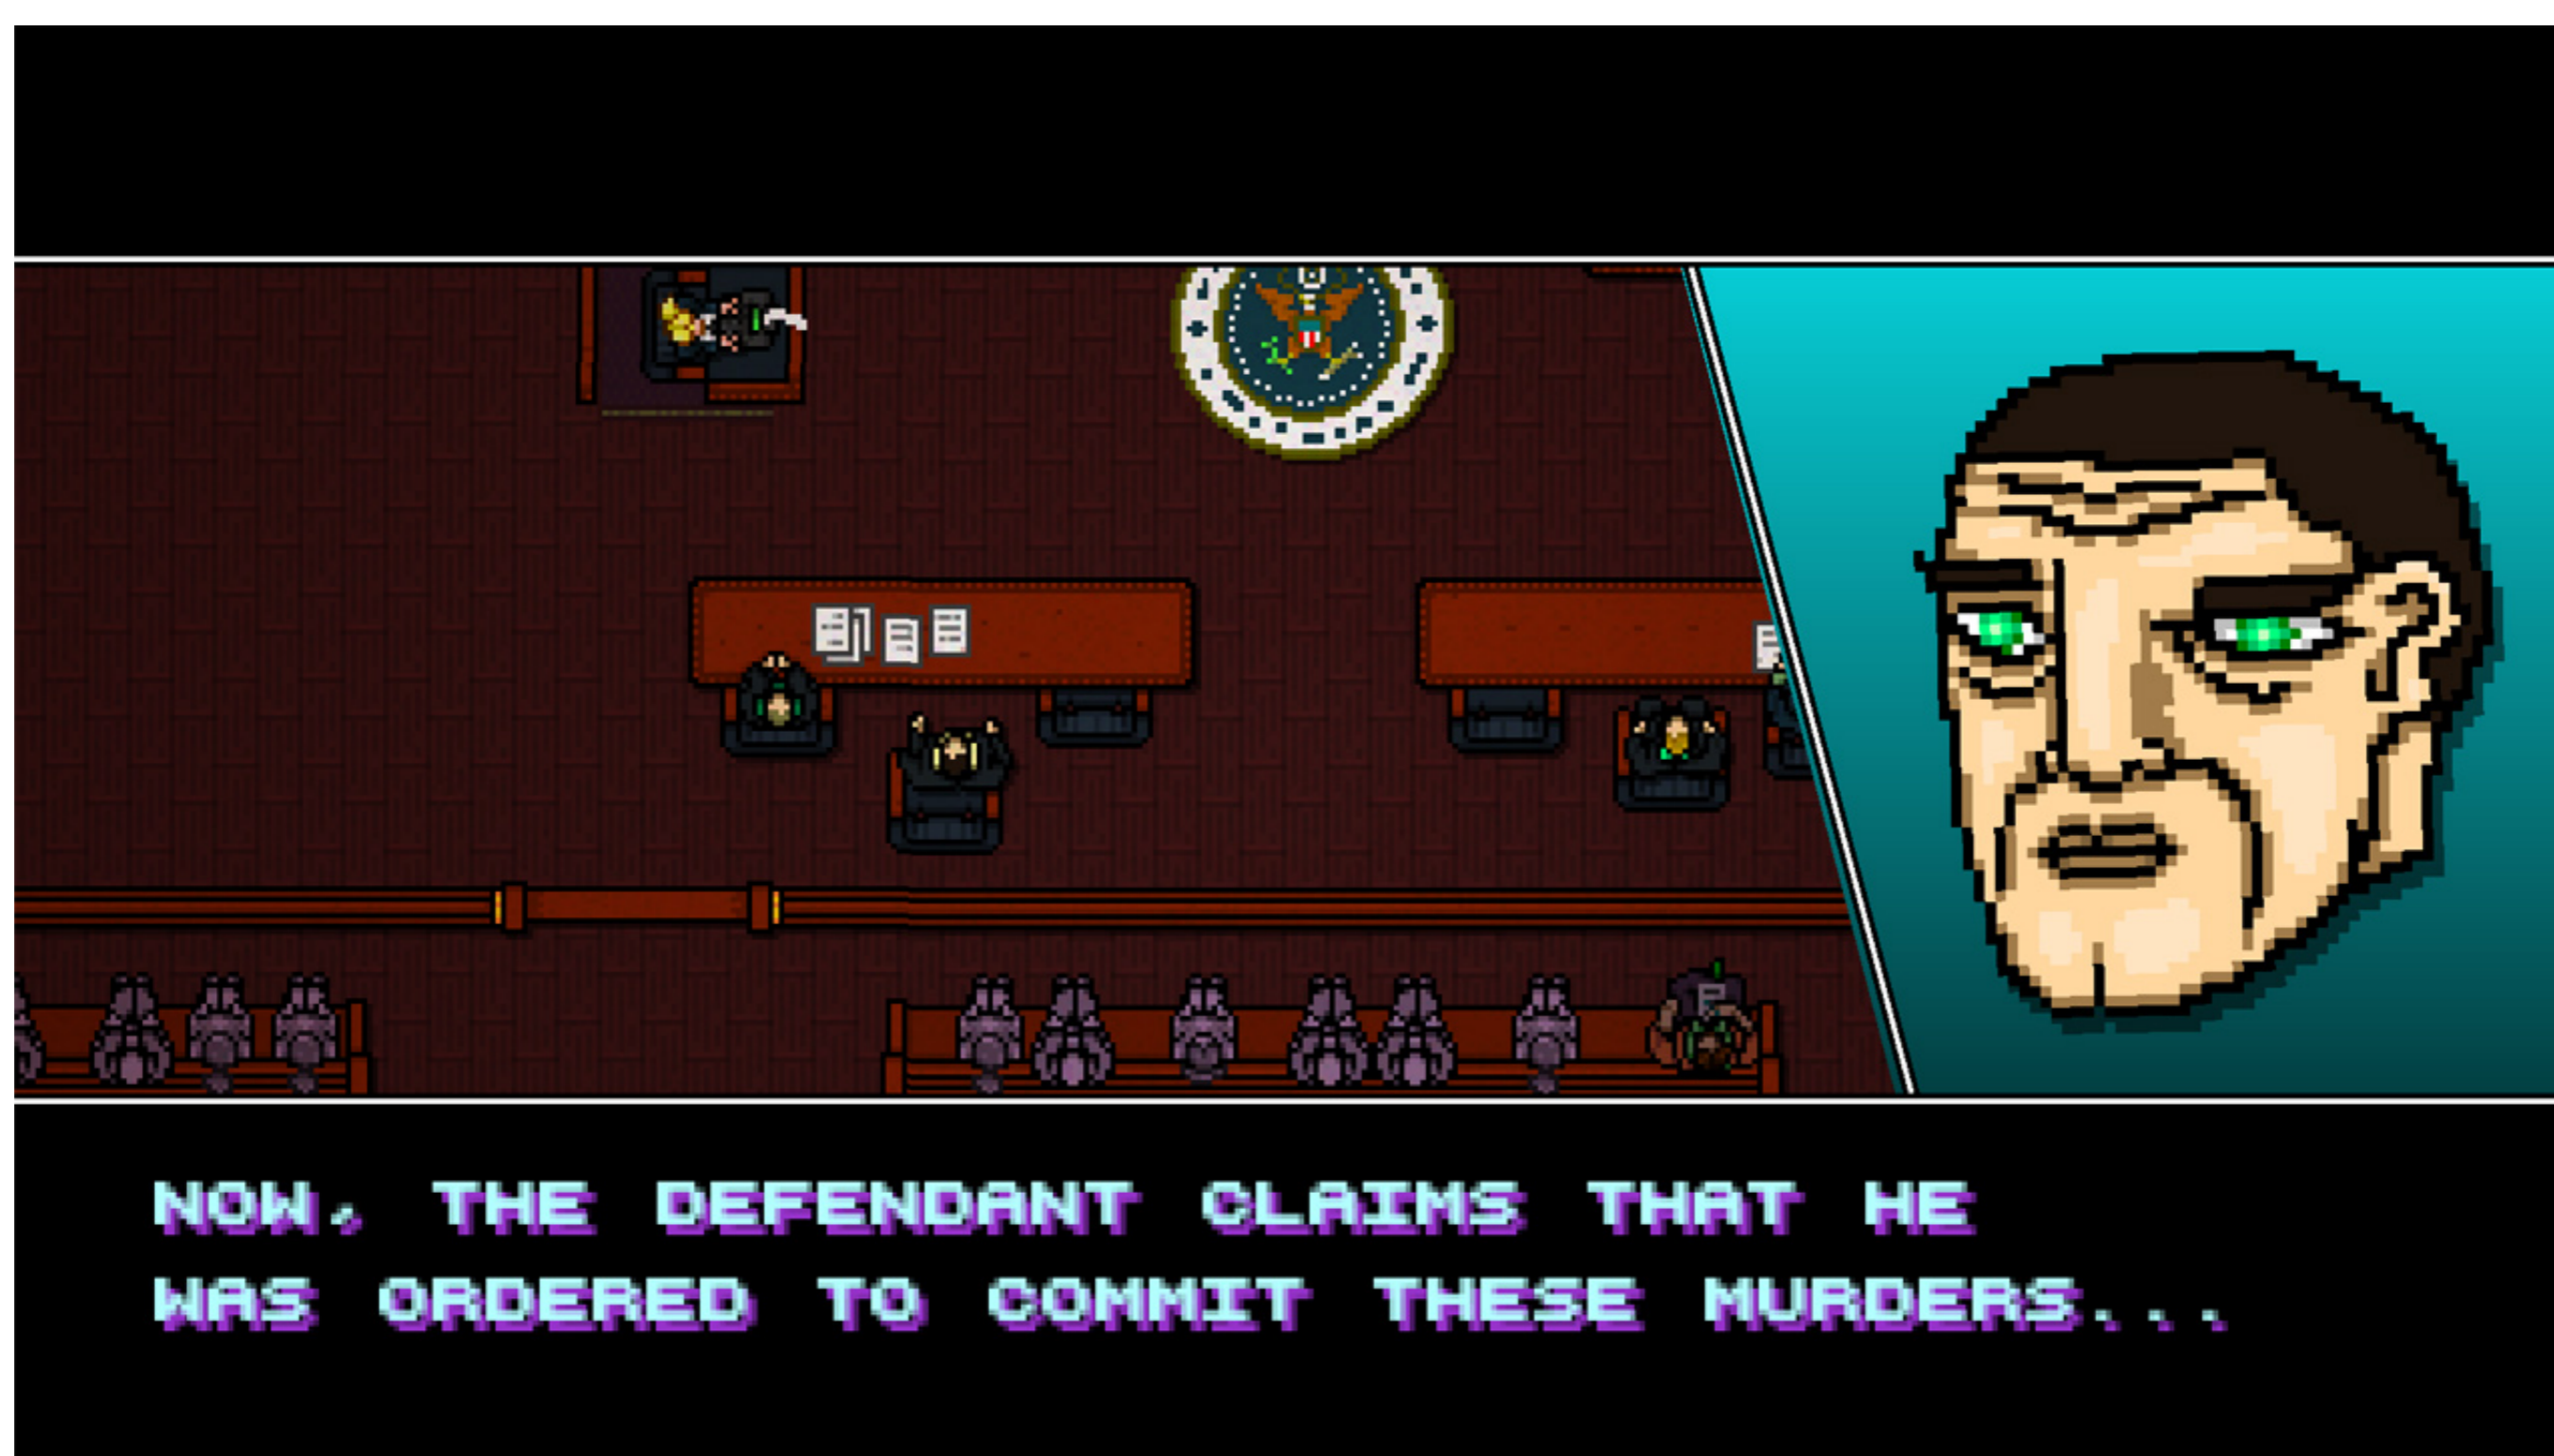 NOW, THE DEFENDANT CLAIMS THAT HE
WAS ORDERED TO COMMIT THESE MURDERS...